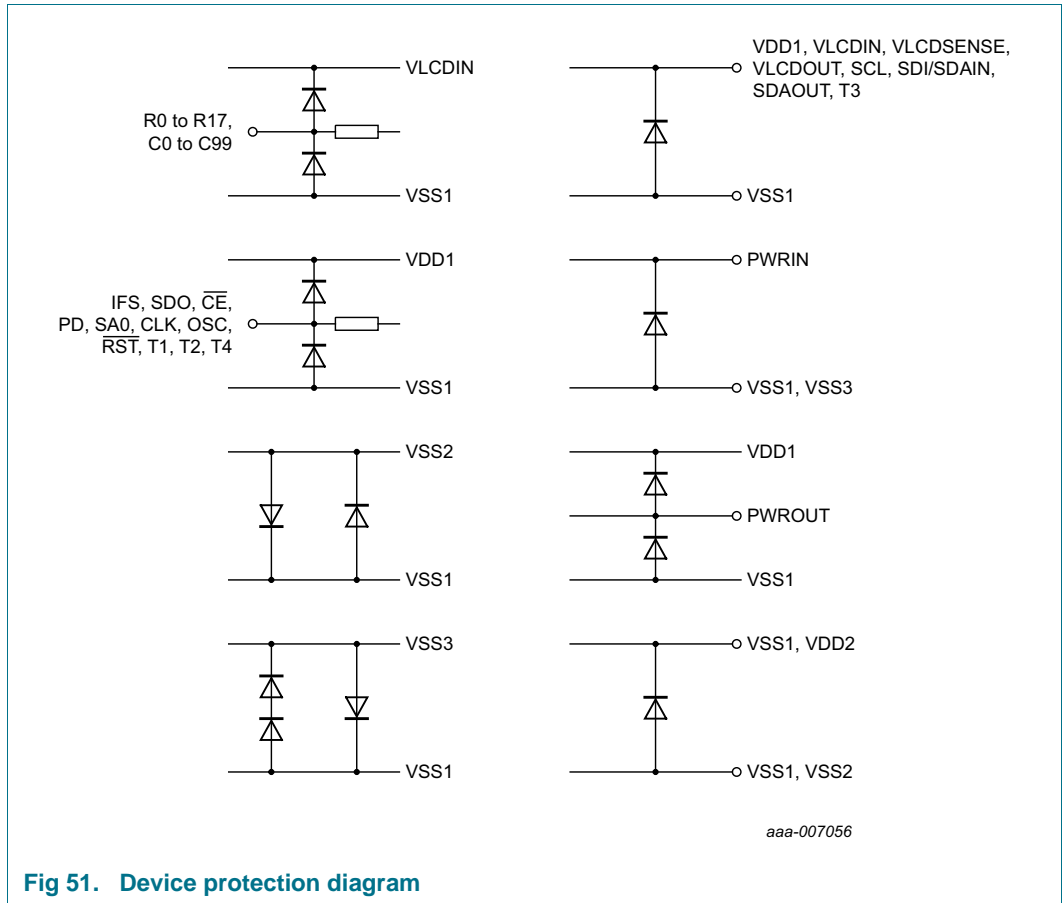 VLCDIN
R0 to R17,
C0 to C99
VSS1
VDD1, VLCDIN, VLCDSENSE,
VLCDOUT, SCL, SDI/SDAIN,
SDAOUT, T3
VSS1
VDD1
IFS, SDO, C̅E̅,
PD, SA0, CLK, OSC,
R̅S̅T̅, T1, T2, T4
VSS1
PWRIN
VSS1, VSS3
VSS2
VSS1
VDD1
PWROUT
VSS1
VSS3
VSS1
VSS1, VDD2
VSS1, VSS2
aaa-007056
Fig 51. Device protection diagram